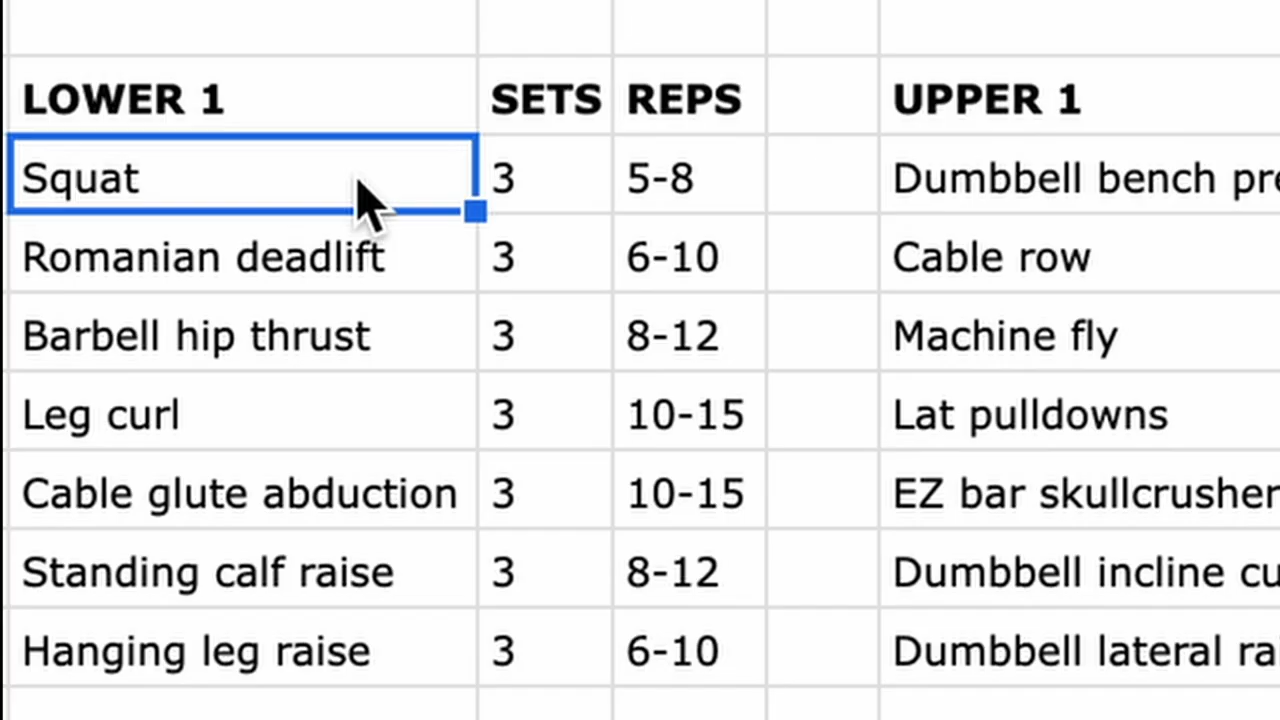 LOWER 1 SETS REPS UPPER 1
Squat 3 5-8 Dumbbell bench
Romanian deadlift 3 6-10 Cable row
Barbell hip thrust 3 8-12 Machine fly
Leg curl 3 10-15 Lat pulldowns
Cable glute abduction 3 10-15 EZ bar skullcrusher
Standing calf raise 3 8-12 Dumbbell incline
Hanging leg raise 3 6-10 Dumbbell lateral